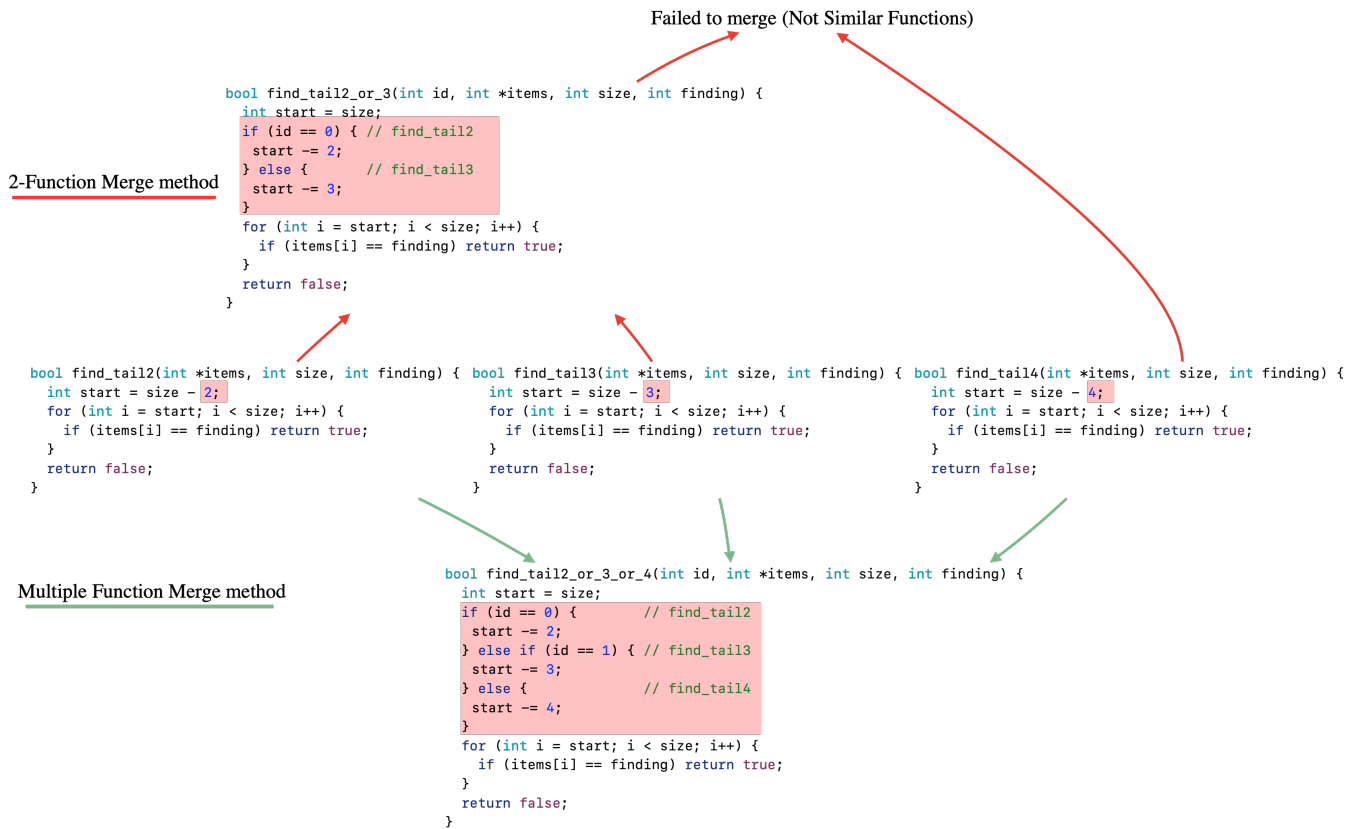 Failed to merge (Not Similar Functions)
bool find_tail2_or_3(int id, int *items, int size, int finding) {
int start = size;
if (id == 0) { // find_tail2
start -= 2;
} else { // find_tail3
start -= 3;
}
for (int i = start; i < size; i++) {
if (items[i] == finding) return true;
}
return false;
}
2-Function Merge method
bool find_tail2(int *items, int size, int finding) {
int start = size - 2;
for (int i = start; i < size; i++) {
if (items[i] == finding) return true;
}
return false;
}
bool find_tail3(int *items, int size, int finding) {
int start = size - 3;
for (int i = start; i < size; i++) {
if (items[i] == finding) return true;
}
return false;
}
bool find_tail4(int *items, int size, int finding) {
int start = size - 4;
for (int i = start; i < size; i++) {
if (items[i] == finding) return true;
}
return false;
}
Multiple Function Merge method
bool find_tail2_or_3_or_4(int id, int *items, int size, int finding) {
int start = size;
if (id == 0) { // find_tail2
start -= 2;
} else if (id == 1) { // find_tail3
start -= 3;
} else { // find_tail4
start -= 4;
}
for (int i = start; i < size; i++) {
if (items[i] == finding) return true;
}
return false;
}